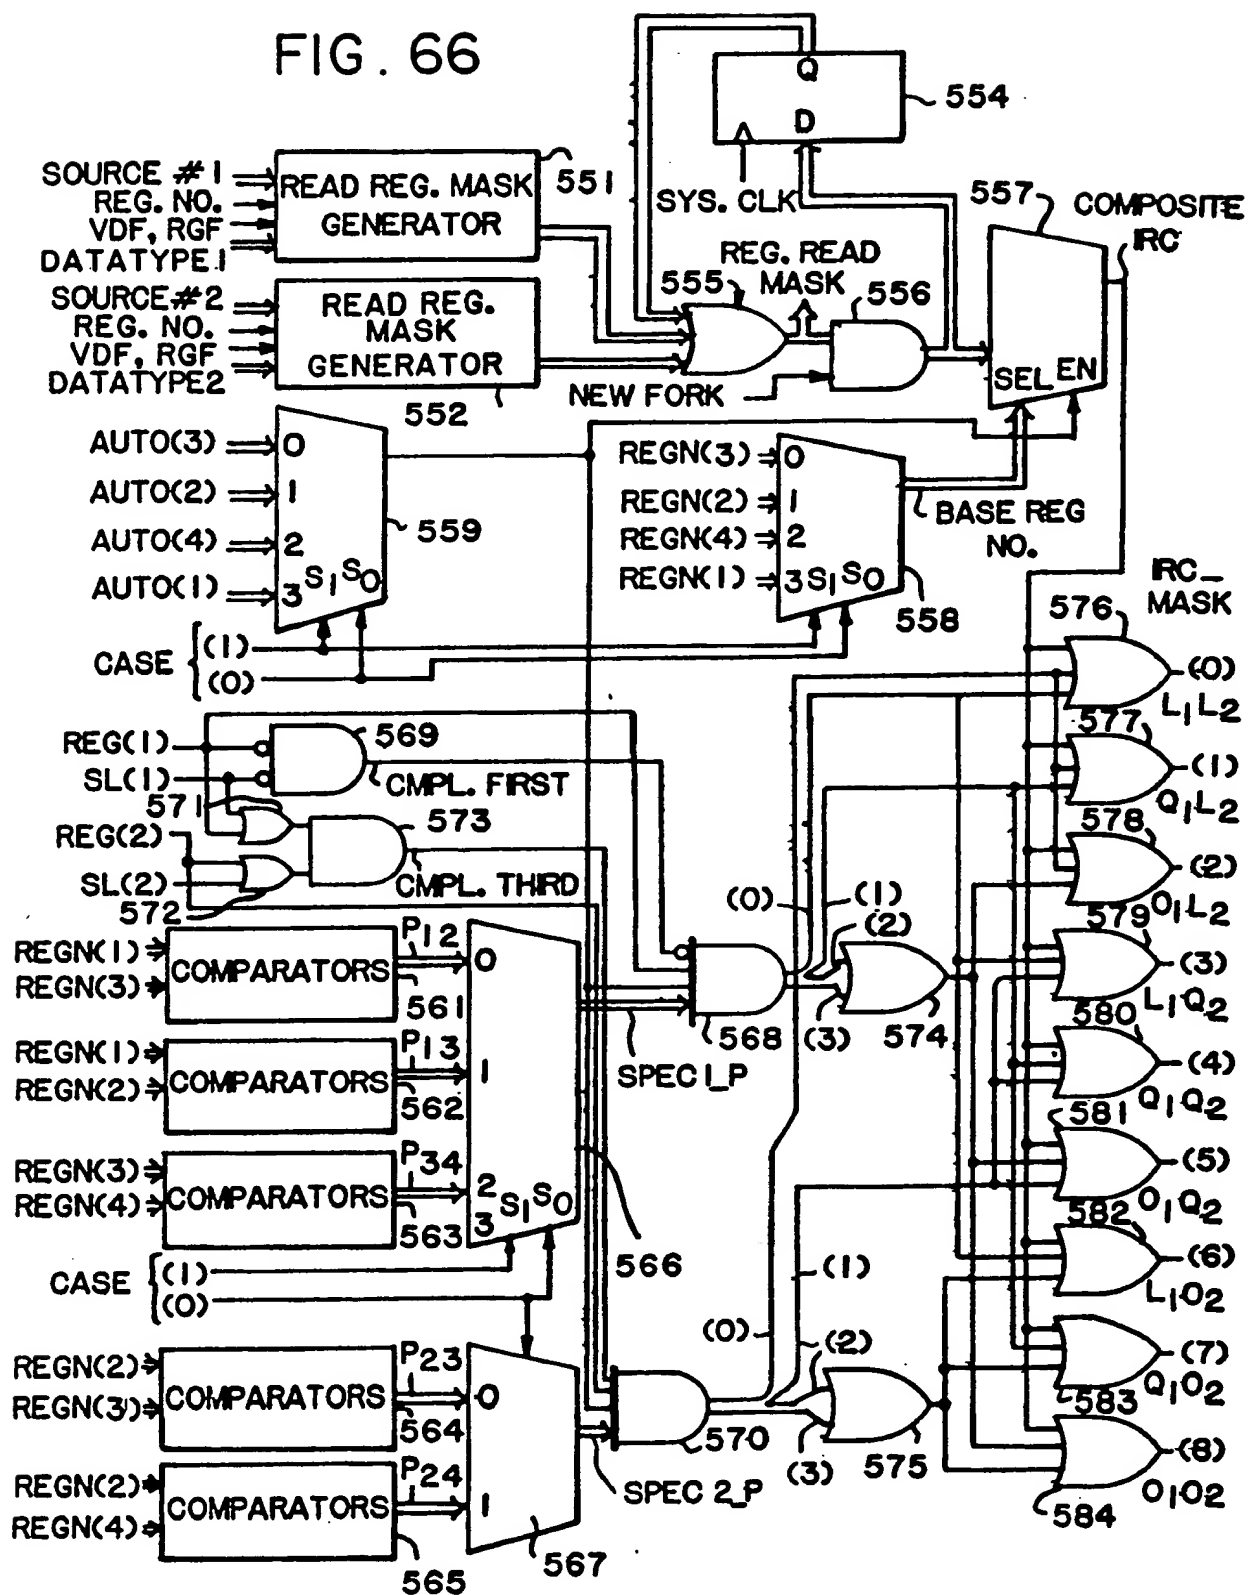 FIG. 66
Q
D
554
SYS. CLK
SOURCE #1
REG. NO.
VDF, RGF
DATATYPE 1
READ REG. MASK
GENERATOR
551
SOURCE #2
REG. NO.
VDF, RGF
DATATYPE2
READ REG.
MASK
GENERATOR
552
555
REG. READ
MASK
556
NEW FORK
557
COMPOSITE
IRC
SEL
EN
AUTO(3)
AUTO(2)
AUTO(4)
AUTO(1)
0
1
2
3
S1
S0
559
REGN(3)
REGN(2)
REGN(4)
REGN(1)
0
1
2
3
S1
S0
558
BASE REG
NO.
CASE
(1)
(0)
IRC_
MASK
REG(1)
SL(1)
571
REG(2)
SL(2)
572
569
CMPL. FIRST
573
CMPL. THIRD
REGN(1)
REGN(3)
COMPARATORS
P12
561
REGN(1)
REGN(2)
COMPARATORS
P13
562
REGN(3)
REGN(4)
COMPARATORS
P34
563
0
1
2
3
S1
S0
566
CASE
(1)
(0)
REGN(2)
REGN(3)
COMPARATORS
P23
564
REGN(2)
REGN(4)
COMPARATORS
P24
565
0
1
567
SPEC 1_P
568
(0)
(1)
(2)
(3)
574
SPEC 2_P
570
(0)
(1)
(2)
(3)
575
576
(0)
L1L2
577
(1)
Q1L2
578
(2)
O1L2
579
(3)
L1Q2
580
(4)
Q1Q2
581
(5)
O1Q2
582
(6)
L1O2
583
(7)
Q1O2
584
(8)
O1O2